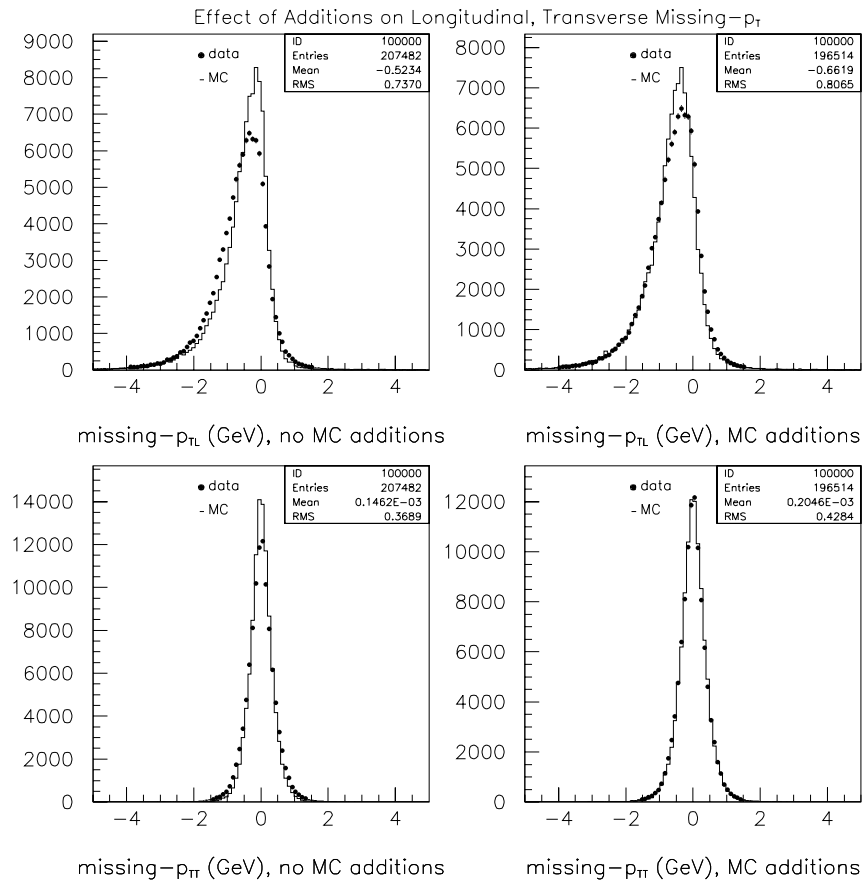 Effect of Additions on Longitudinal, Transverse Missing-pT
9000
8000
7000
6000
5000
4000
3000
2000
1000
0
-4 -2 0 2 4
data
MC
ID 100000
Entries 207482
Mean -0.5234
RMS 0.7370
missing-pTL (GeV), no MC additions
8000
7000
6000
5000
4000
3000
2000
1000
0
-4 -2 0 2 4
data
MC
ID 100000
Entries 196514
Mean -0.6619
RMS 0.8065
missing-pTL (GeV), MC additions
14000
12000
10000
8000
6000
4000
2000
0
-4 -2 0 2 4
data
MC
ID 100000
Entries 207482
Mean 0.1462E-03
RMS 0.3689
missing-pTT (GeV), no MC additions
12000
10000
8000
6000
4000
2000
0
-4 -2 0 2 4
data
MC
ID 100000
Entries 196514
Mean 0.2046E-03
RMS 0.4284
missing-pTT (GeV), MC additions